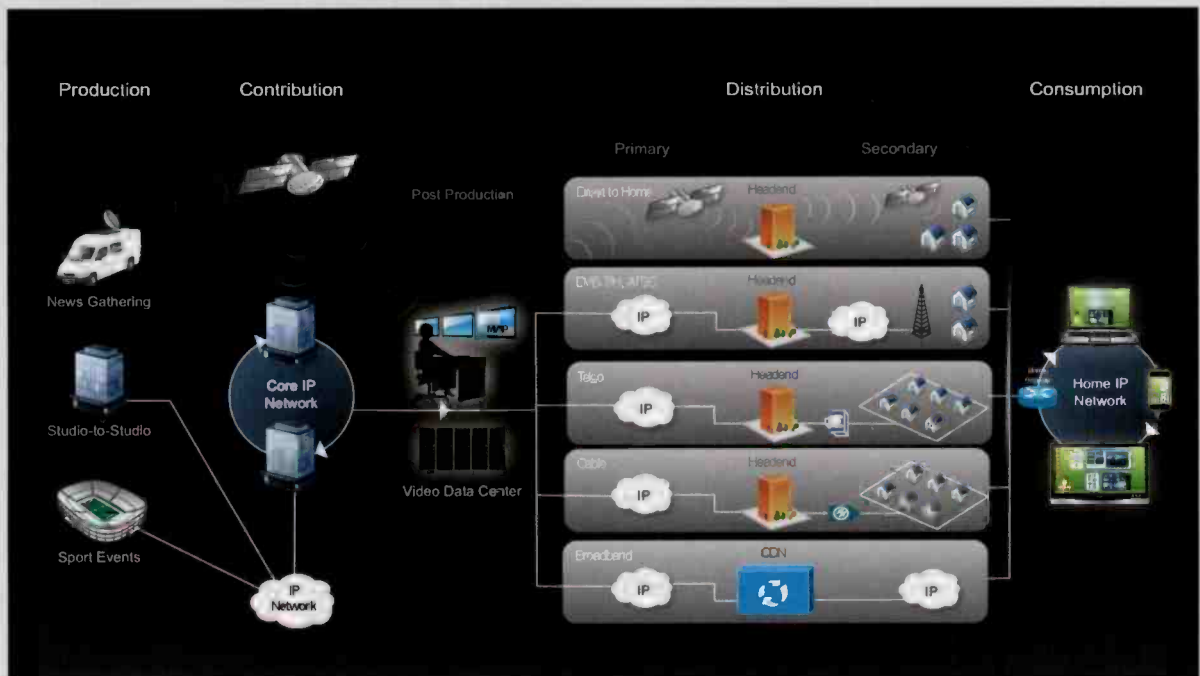 Production
Contribution
Distribution
Consumption
Primary
Secondary
Post Production
Direct to Home
Headend
News Gathering
Headend
IP
IP
MAP
Core IP
Network
Telco
Headend
IP
Home IP
Network
Studio-to-Studio
Cable
Headend
IP
Video Data Center
Sport Events
Broadband
CDN
IP
IP
IP
Network